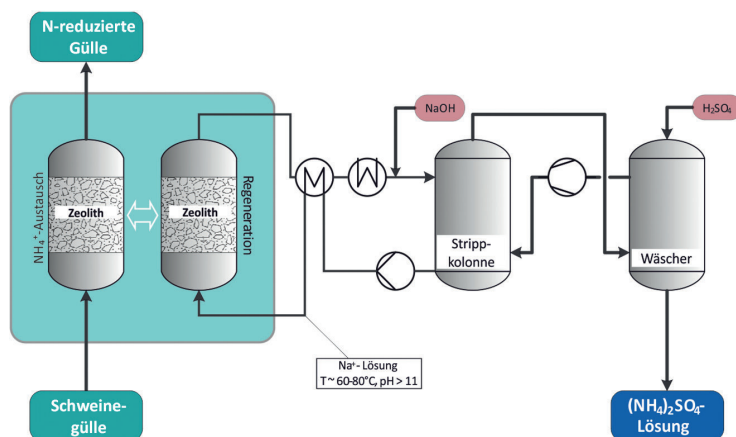 N-reduzierte
Gülle
NaOH
H₂SO₄
NH₄⁺-Austausch
Zeolith
Zeolith
Regeneration
Stripp-
kolonne
Wäscher
Na⁺- Lösung
T ~ 60-80°C, pH > 11
Schweine-
gülle
(NH₄)₂SO₄-
Lösung